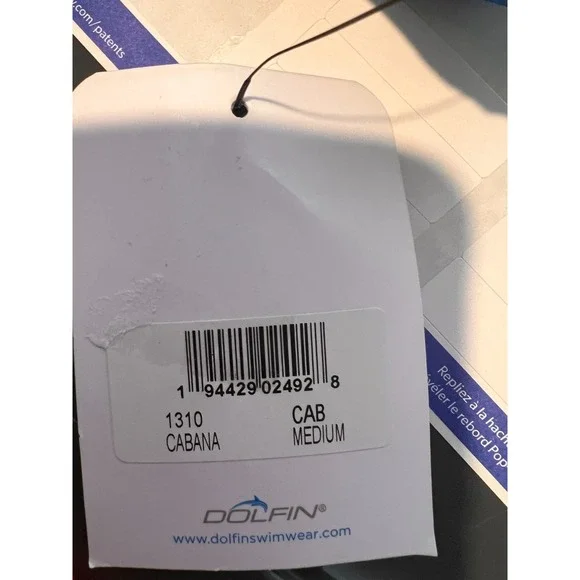 y.com/patents
1 94429 02492 8
1310 CAB
CABANA MEDIUM
DOLFIN®
www.dolfinswimwear.com
Repliez à la hach
évéler le rebord Pop